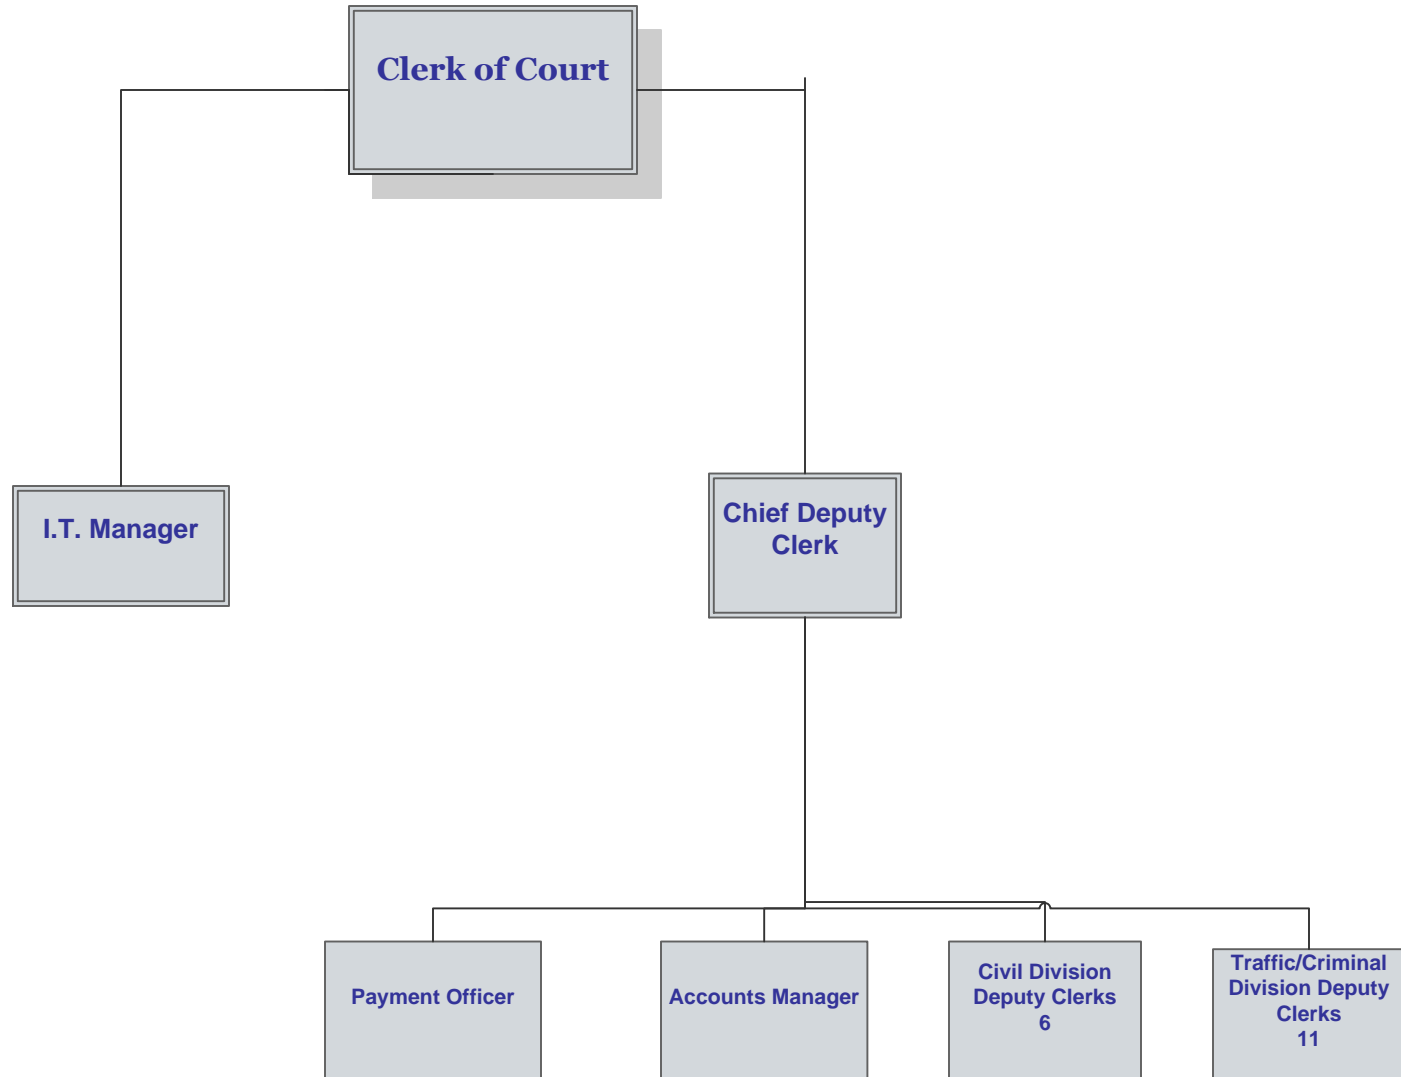 Clerk of Court
I.T. Manager
Chief Deputy
Clerk
Payment Officer
Accounts Manager
Civil Division
Deputy Clerks
6
Traffic/Criminal
Division Deputy
Clerks
11